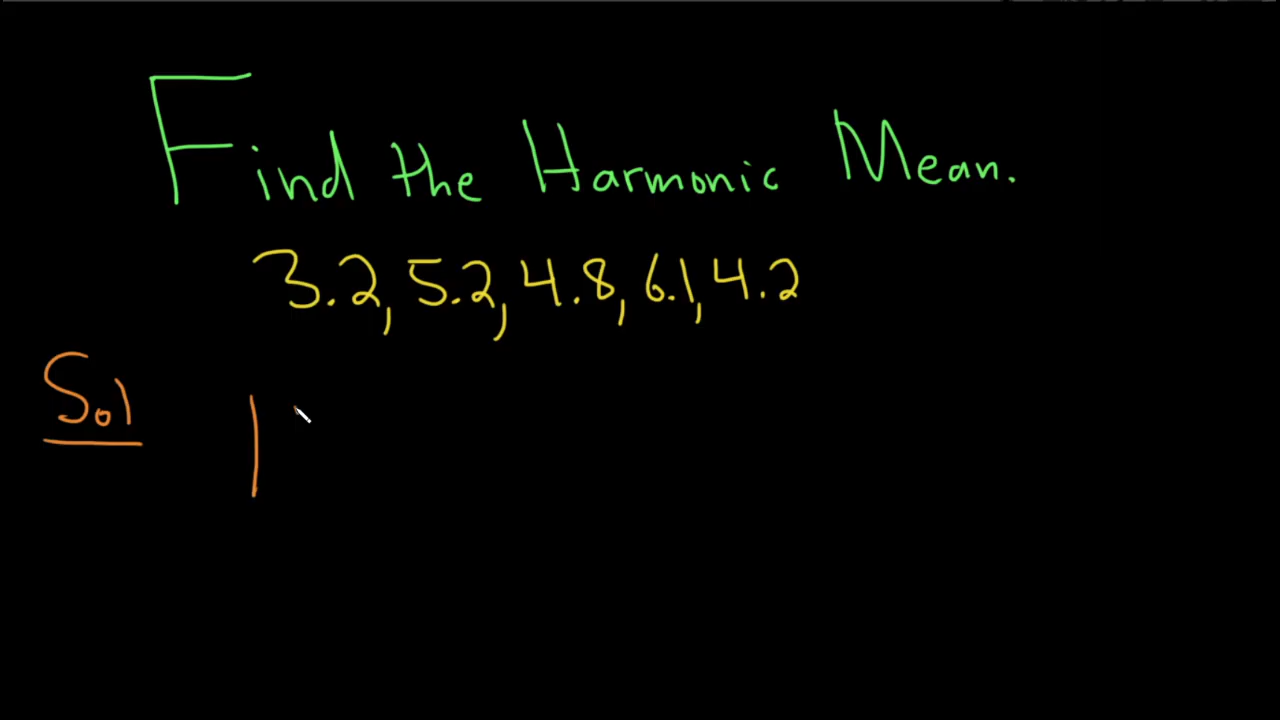 Find the Harmonic Mean.
3.2, 5.2, 4.8, 6.1, 4.2
Sol